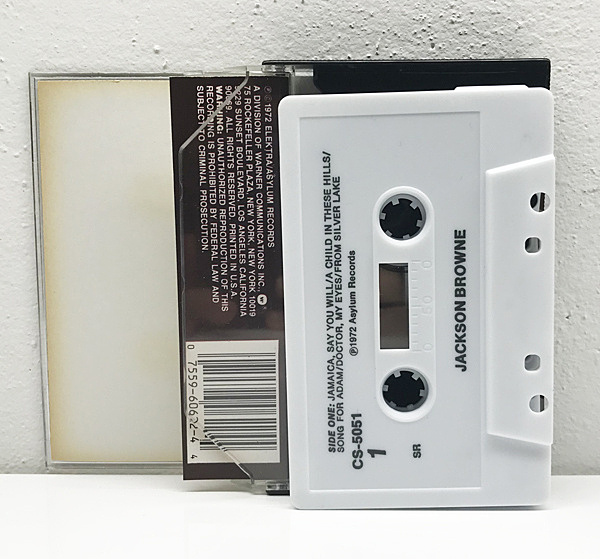 ℗©1972 ELEKTRA/ASYLUM RECORDS
A DIVISION OF WARNER COMMUNICATIONS INC.,
75 ROCKEFELLER PLAZA, NEW YORK, NEW YORK 10019
9229 SUNSET BOULEVARD, LOS ANGELES CALIFORNIA
90069. ALL RIGHTS RESERVED. PRINTED IN U.S.A.
WARNING: UNAUTHORIZED REPRODUCTION OF THIS
RECORDING IS PROHIBITED BY FEDERAL LAW AND
SUBJECT TO CRIMINAL PROSECUTION.
0 7559-60622-4 4
SIDE ONE: JAMAICA, SAY YOU WILL/A CHILD IN THESE HILLS/
SONG FOR ADAM/DOCTOR, MY EYES/FROM SILVER LAKE
℗1972 Asylum Records
CS-5051
1
SR
JACKSON BROWNE
0 50